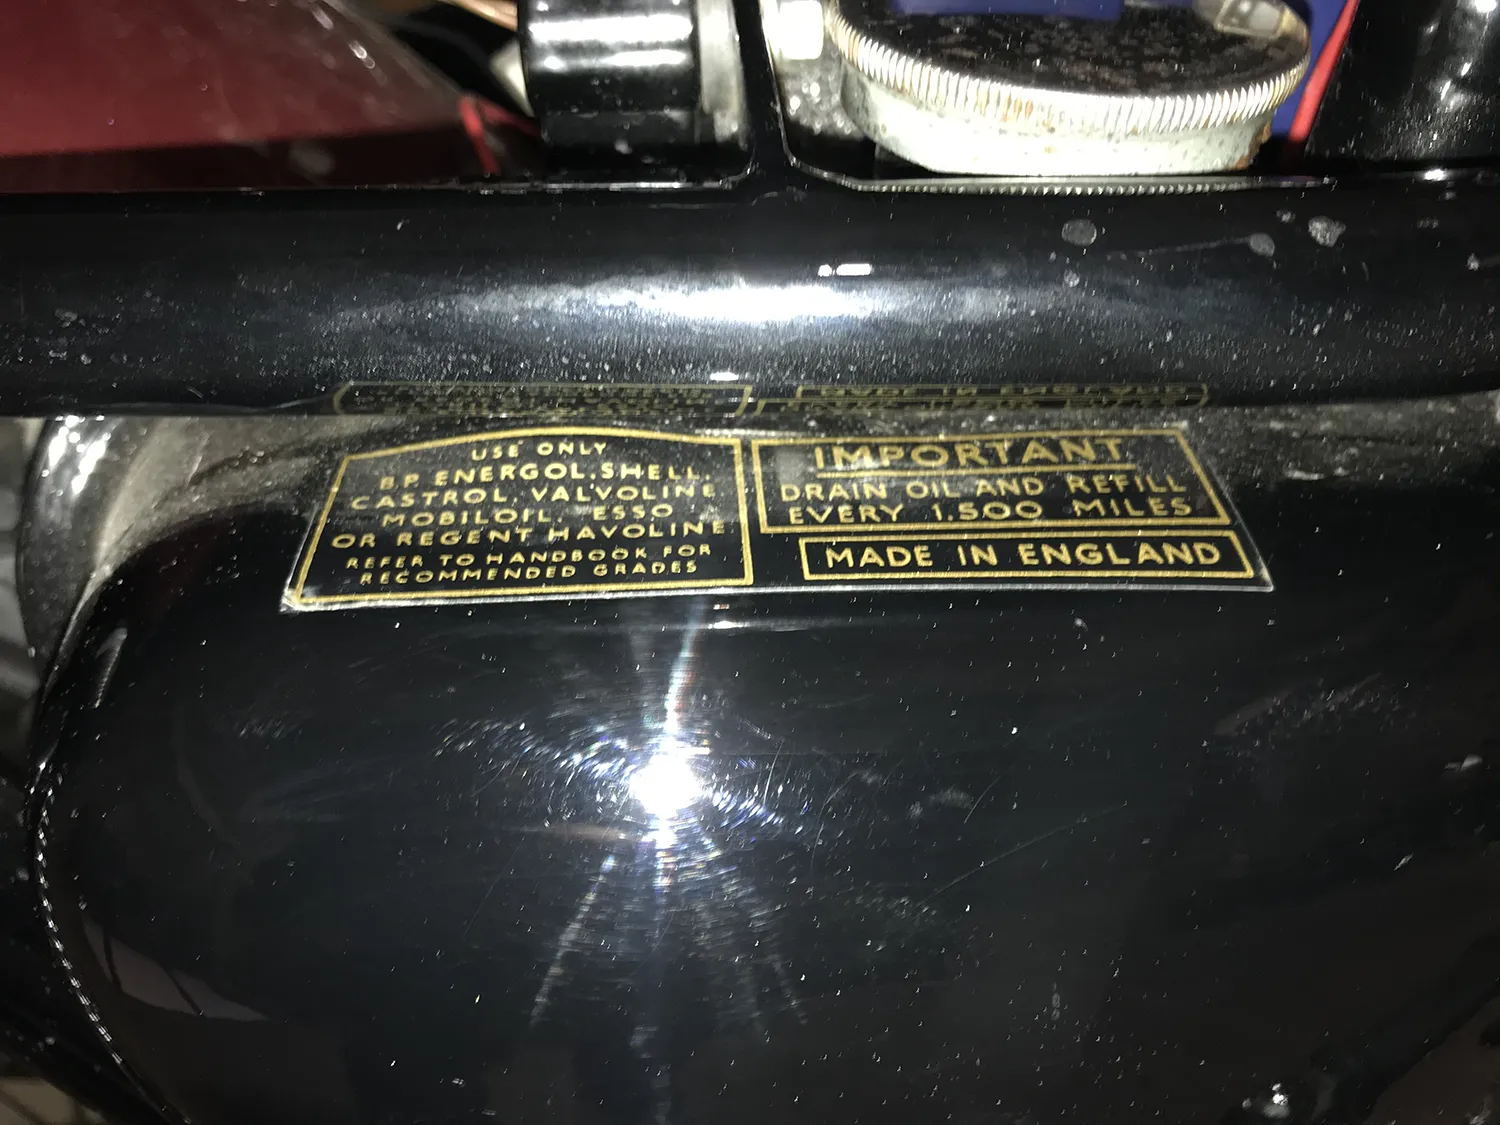 USE ONLY
B.P. ENERGOL, SHELL,
CASTROL, VALVOLINE
MOBILOIL, ESSO
OR REGENT HAVOLINE
REFER TO HANDBOOK FOR
RECOMMENDED GRADES
IMPORTANT
DRAIN OIL AND REFILL
EVERY 1.500 MILES
MADE IN ENGLAND